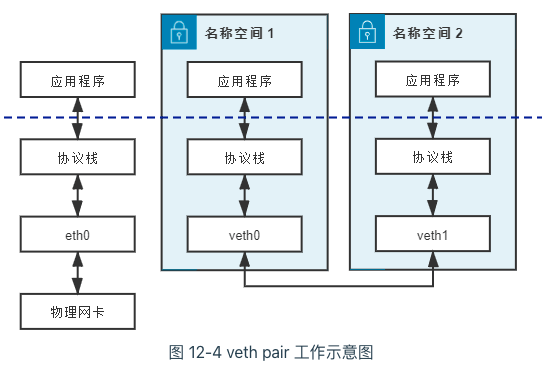 名称空间 1
名称空间 2
应用程序
应用程序
应用程序
协议栈
协议栈
协议栈
eth0
veth0
veth1
物理网卡
图 12-4 veth pair 工作示意图